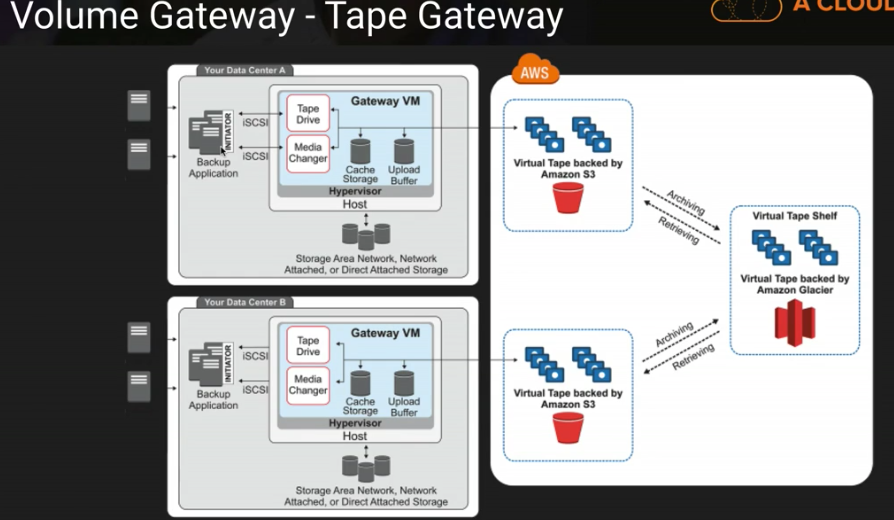 Volume Gateway - Tape Gateway
A CLOUD
Your Data Center A
Gateway VM
Tape
Drive
Media
Changer
INITIATOR
iSCSI
iSCSI
Backup
Application
Cache
Storage
Upload
Buffer
Hypervisor
Host
Storage Area Network, Network
Attached, or Direct Attached Storage
Your Data Center B
Gateway VM
Tape
Drive
Media
Changer
INITIATOR
iSCSI
iSCSI
Backup
Application
Cache
Storage
Upload
Buffer
Hypervisor
Host
Storage Area Network, Network
Attached, or Direct Attached Storage
AWS
Virtual Tape backed by
Amazon S3
Archiving
Retrieving
Virtual Tape Shelf
Virtual Tape backed by
Amazon Glacier
Archiving
Retrieving
Virtual Tape backed by
Amazon S3